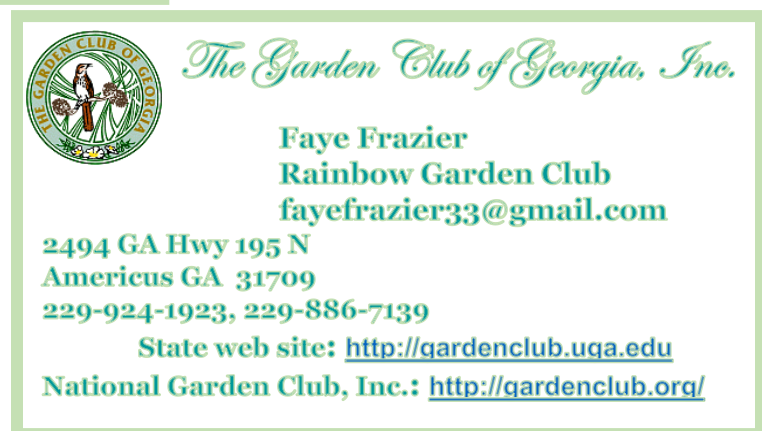 THE GARDEN CLUB OF GEORGIA
The Garden Club of Georgia, Inc.
Faye Frazier
Rainbow Garden Club
fayefrazier33@gmail.com
2494 GA Hwy 195 N
Americus GA 31709
229-924-1923, 229-886-7139
State web site: http://gardenclub.uga.edu
National Garden Club, Inc.: http://gardenclub.org/